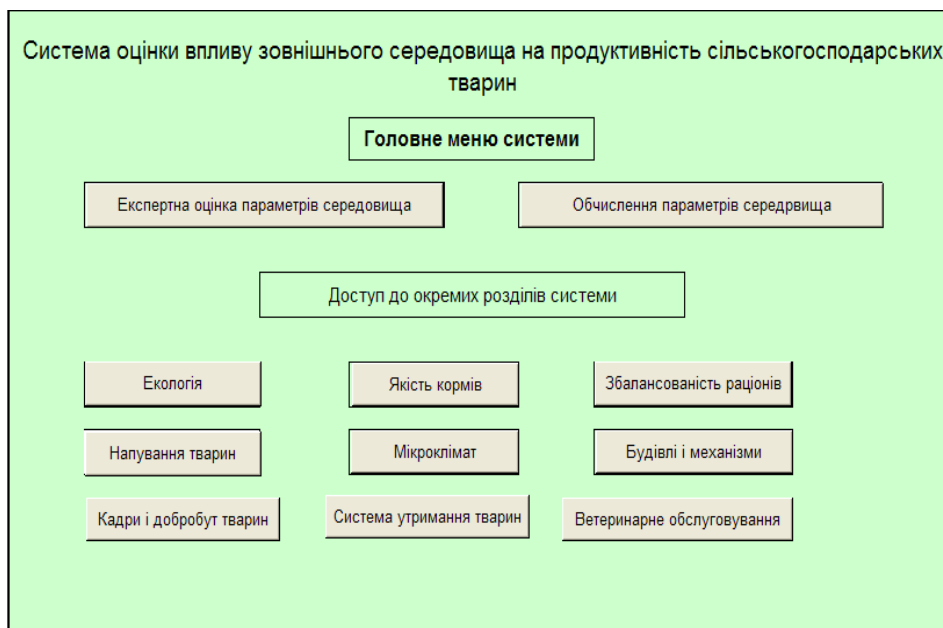 Система оцінки впливу зовнішнього середовища на продуктивність сільськогосподарських
тварин
Головне меню системи
Експертна оцінка параметрів середовища
Обчислення параметрів середрвища
Доступ до окремих розділів системи
Екологія
Якість кормів
Збалансованість раціонів
Напування тварин
Мікроклімат
Будівлі і механізми
Кадри і добробут тварин
Система утримання тварин
Ветеринарне обслуговування